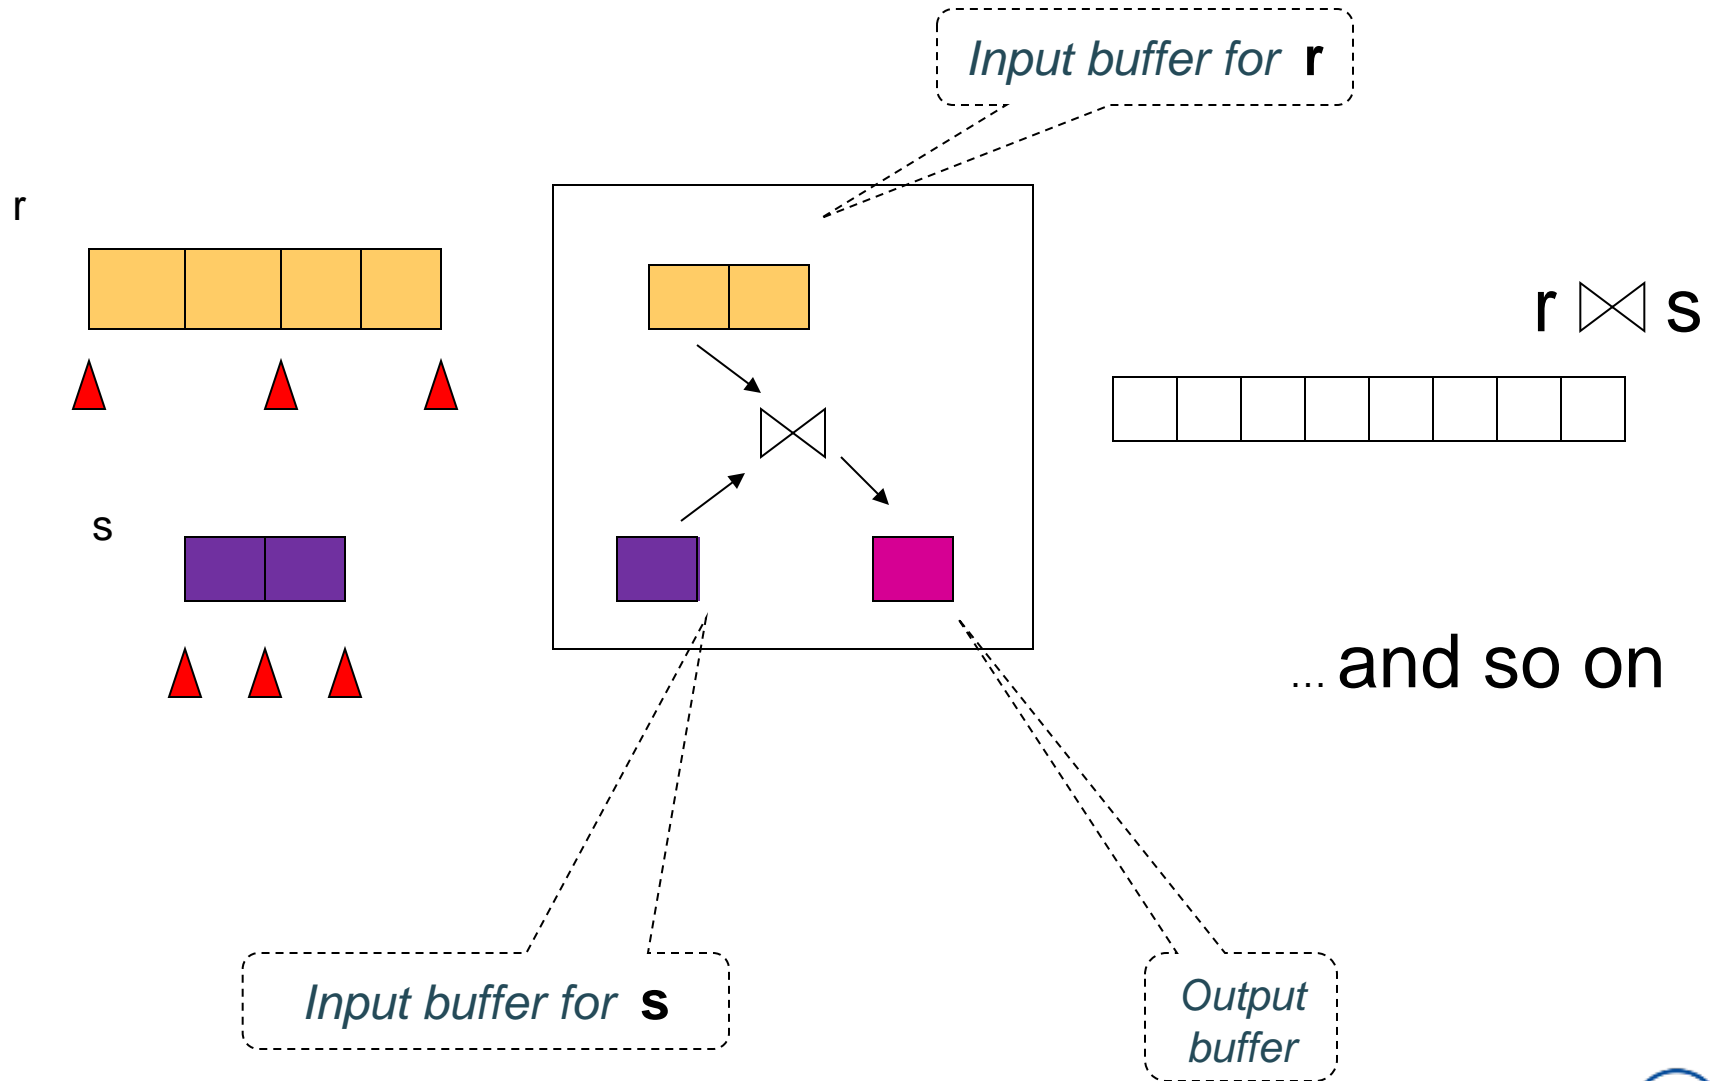 Input buffer for r
r
r ⋈ s
s
... and so on
Input buffer for s
Output
buffer